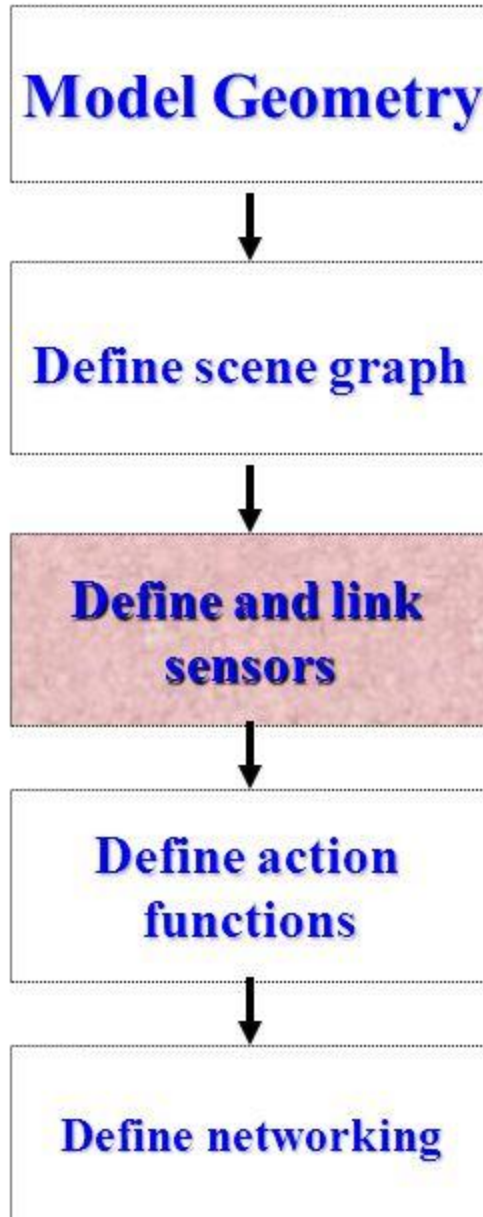 Model Geometry
Define scene graph
Define and link
sensors
Define action
functions
Define networking